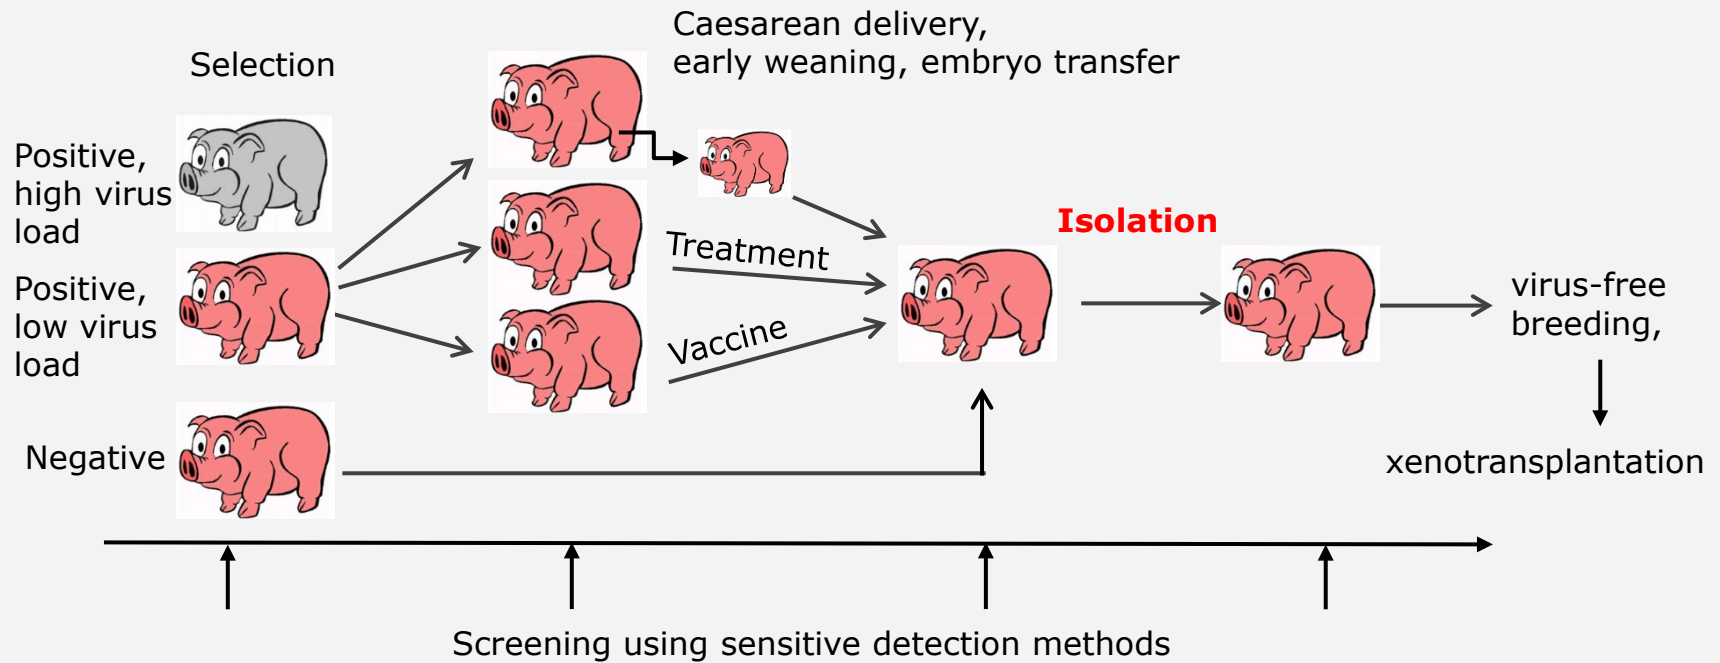 Selection
Caesarean delivery,
early weaning, embryo transfer
Positive,
high virus
load
Positive,
low virus
load
Negative
Treatment
Vaccine
Isolation
virus-free
breeding,
xenotransplantation
Screening using sensitive detection methods